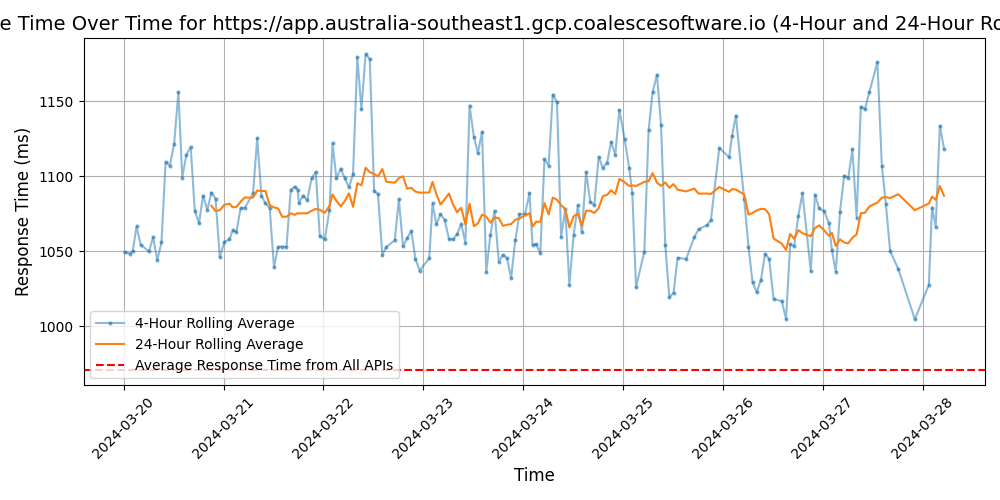 e Time Over Time for https://app.australia-southeast1.gcp.coalescesoftware.io (4-Hour and 24-Hour Ro
Response Time (ms)
1150
1100
1050
1000
4-Hour Rolling Average
24-Hour Rolling Average
Average Response Time from All APIs
2024-03-20
2024-03-21
2024-03-22
2024-03-23
2024-03-24
2024-03-25
2024-03-26
2024-03-27
2024-03-28
Time